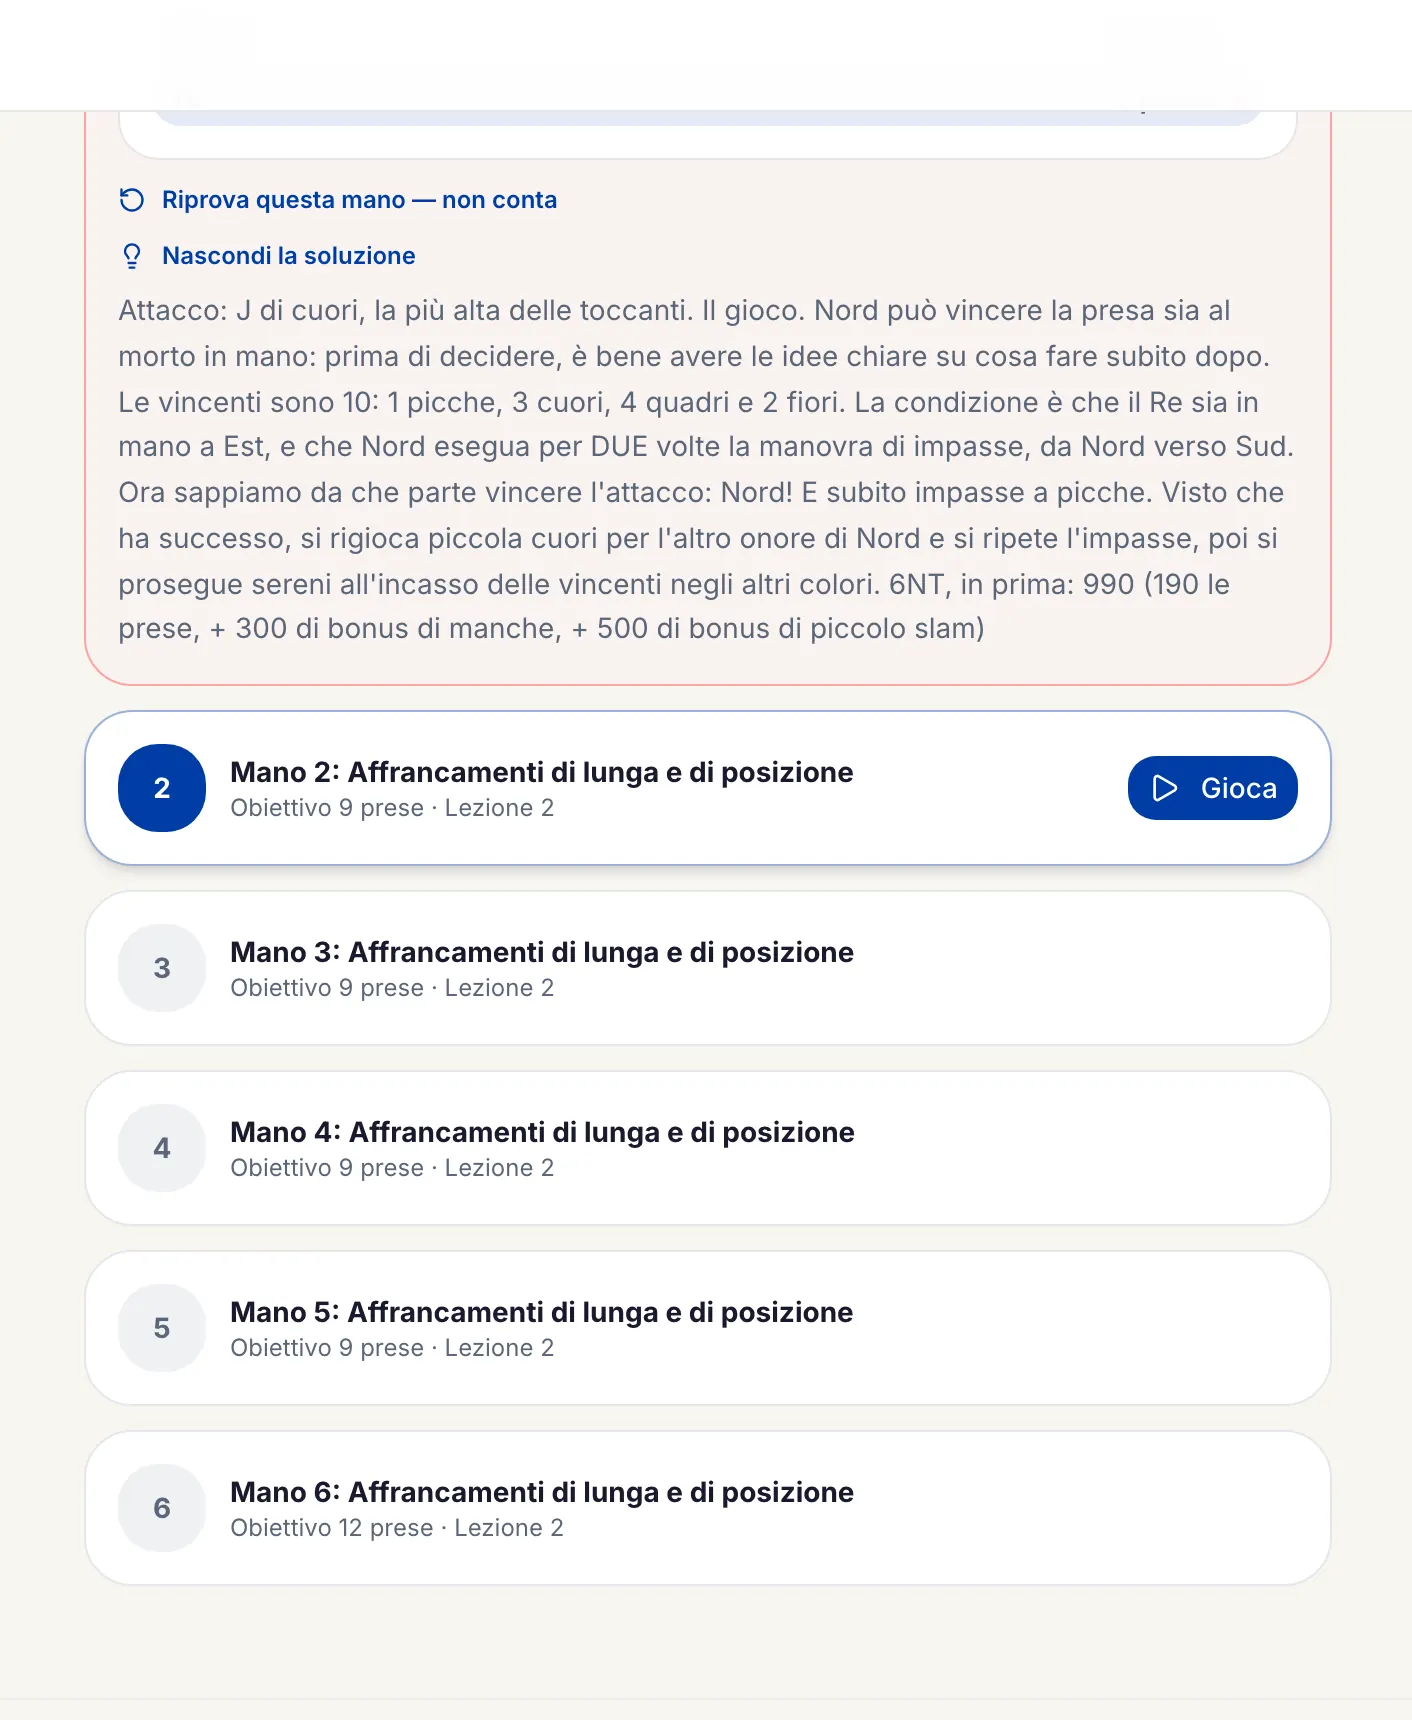 Riprova questa mano — non conta
Nascondi la soluzione
Attacco: J di cuori, la più alta delle toccanti. Il gioco. Nord può vincere la presa sia al
morto in mano: prima di decidere, è bene avere le idee chiare su cosa fare subito dopo.
Le vincenti sono 10: 1 picche, 3 cuori, 4 quadri e 2 fiori. La condizione è che il Re sia in
mano a Est, e che Nord esegua per DUE volte la manovra di impasse, da Nord verso Sud.
Ora sappiamo da che parte vincere l'attacco: Nord! E subito impasse a picche. Visto che
ha successo, si rigioca piccola cuori per l'altro onore di Nord e si ripete l'impasse, poi si
prosegue sereni all'incasso delle vincenti negli altri colori. 6NT, in prima: 990 (190 le
prese, + 300 di bonus di manche, + 500 di bonus di piccolo slam)
2
Mano 2: Affrancamenti di lunga e di posizione
Obiettivo 9 prese · Lezione 2
Gioca
3
Mano 3: Affrancamenti di lunga e di posizione
Obiettivo 9 prese · Lezione 2
4
Mano 4: Affrancamenti di lunga e di posizione
Obiettivo 9 prese · Lezione 2
5
Mano 5: Affrancamenti di lunga e di posizione
Obiettivo 9 prese · Lezione 2
6
Mano 6: Affrancamenti di lunga e di posizione
Obiettivo 12 prese · Lezione 2